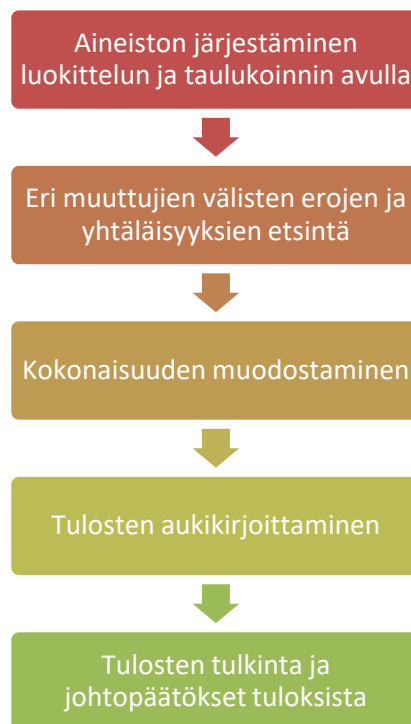 Aineiston järjestäminen
luokittelun ja taulukoinnin avulla
Eri muuttujien välisten erojen ja
yhtäläisyyksien etsintä
Kokonaisuuden muodostaminen
Tulosten aukikirjoittaminen
Tulosten tulkinta ja
johtopäätökset tuloksista